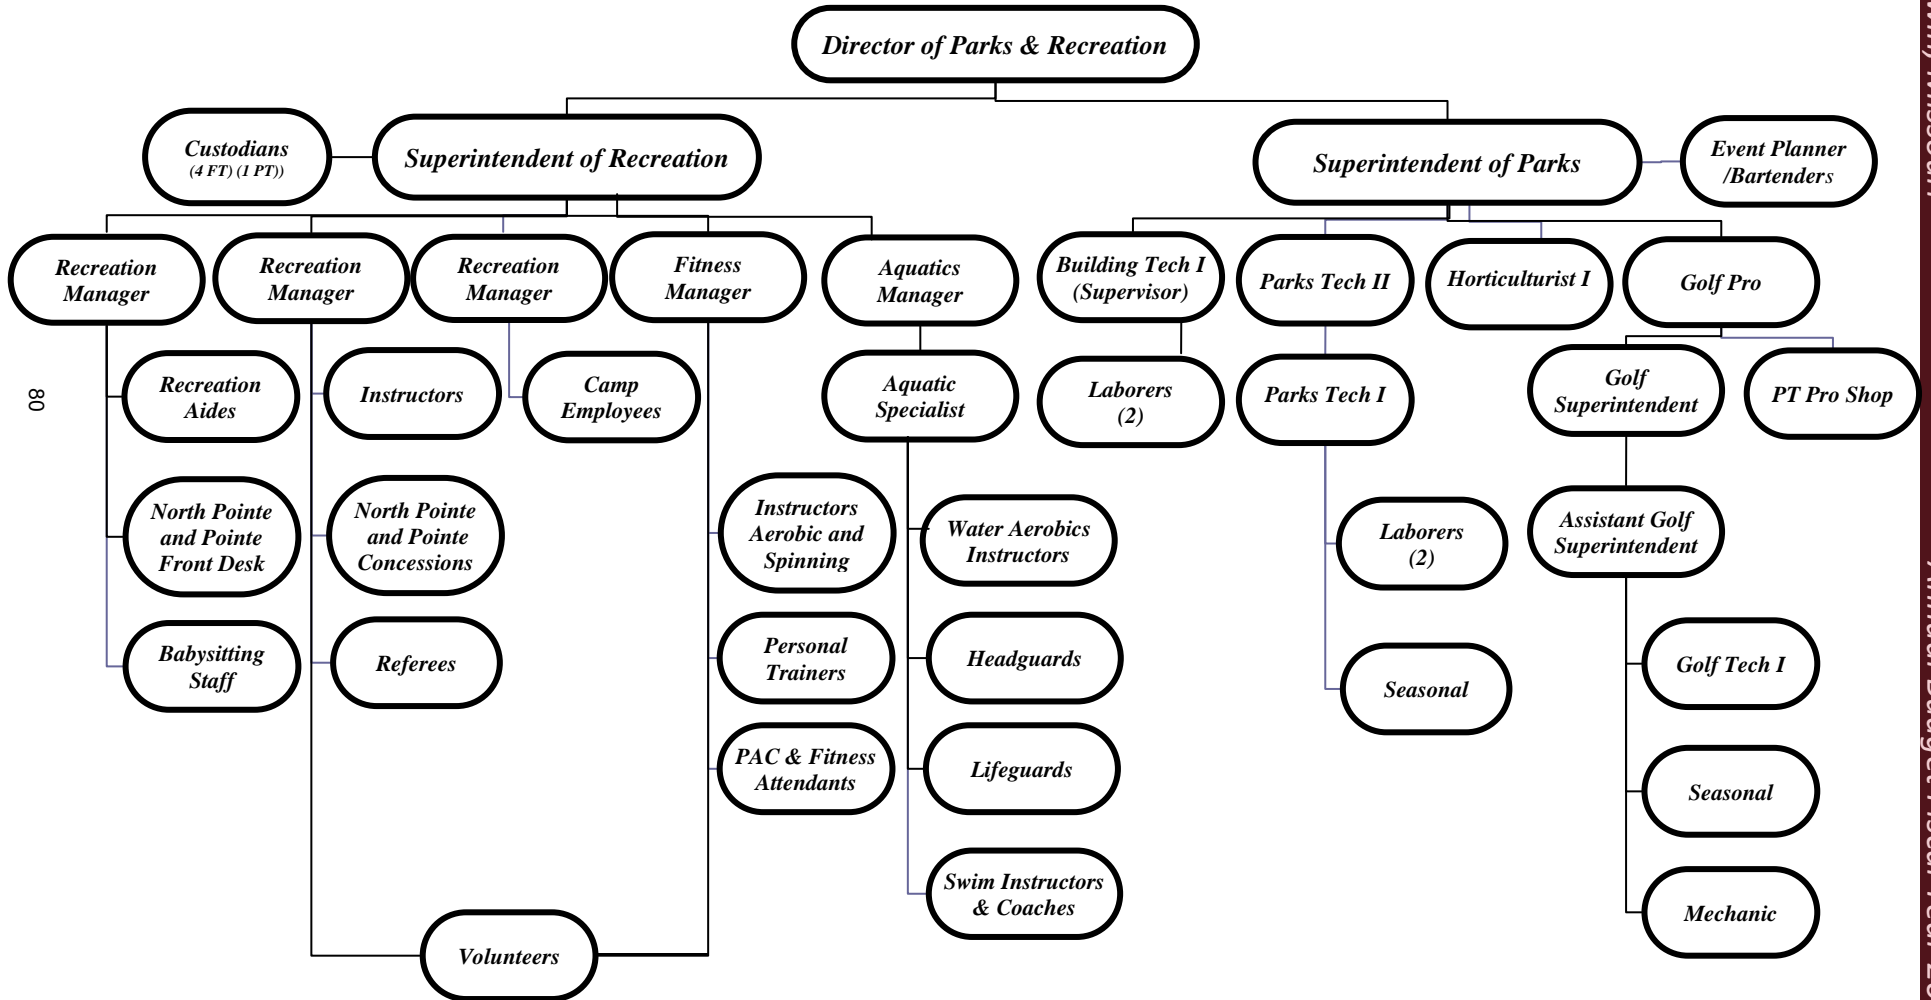 Director of Parks & Recreation
Custodians
(4 FT) (1 PT))
Superintendent of Recreation
Superintendent of Parks
Event Planner
/Bartenders
Recreation
Manager
Recreation
Manager
Recreation
Manager
Fitness
Manager
Aquatics
Manager
Building Tech I
(Supervisor)
Parks Tech II
Horticulturist I
Golf Pro
Recreation
Aides
Instructors
Camp
Employees
Aquatic
Specialist
Laborers
(2)
Parks Tech I
Golf
Superintendent
PT Pro Shop
80
North Pointe
and Pointe
Front Desk
North Pointe
and Pointe
Concessions
Instructors
Aerobic and
Spinning
Water Aerobics
Instructors
Laborers
(2)
Assistant Golf
Superintendent
Babysitting
Staff
Referees
Personal
Trainers
Headguards
Seasonal
Golf Tech I
PAC & Fitness
Attendants
Lifeguards
Seasonal
Swim Instructors
& Coaches
Mechanic
Volunteers